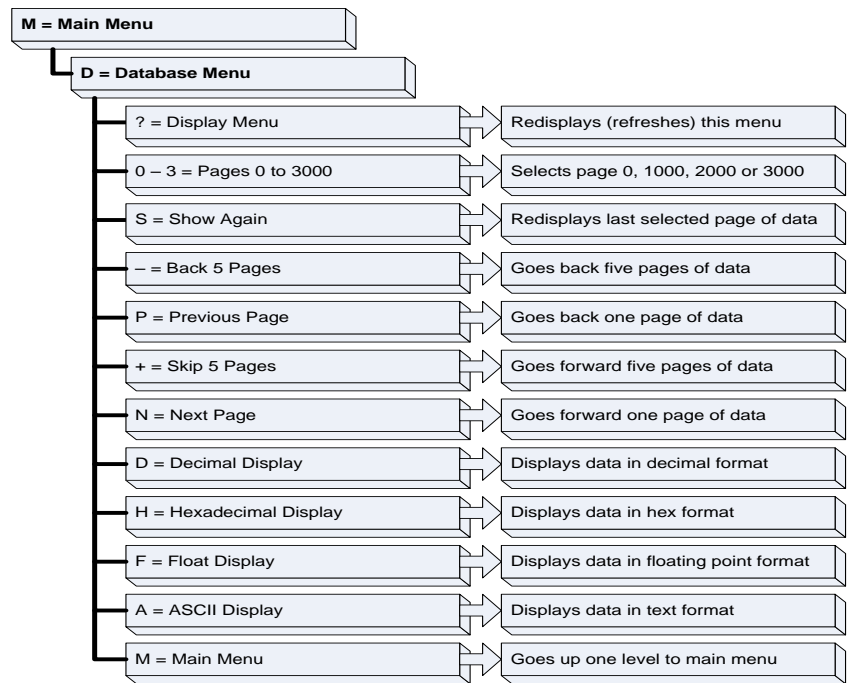 M = Main Menu
D = Database Menu
? = Display Menu
Redisplays (refreshes) this menu
0 – 3 = Pages 0 to 3000
Selects page 0, 1000, 2000 or 3000
S = Show Again
Redisplays last selected page of data
– = Back 5 Pages
Goes back five pages of data
P = Previous Page
Goes back one page of data
+ = Skip 5 Pages
Goes forward five pages of data
N = Next Page
Goes forward one page of data
D = Decimal Display
Displays data in decimal format
H = Hexadecimal Display
Displays data in hex format
F = Float Display
Displays data in floating point format
A = ASCII Display
Displays data in text format
M = Main Menu
Goes up one level to main menu